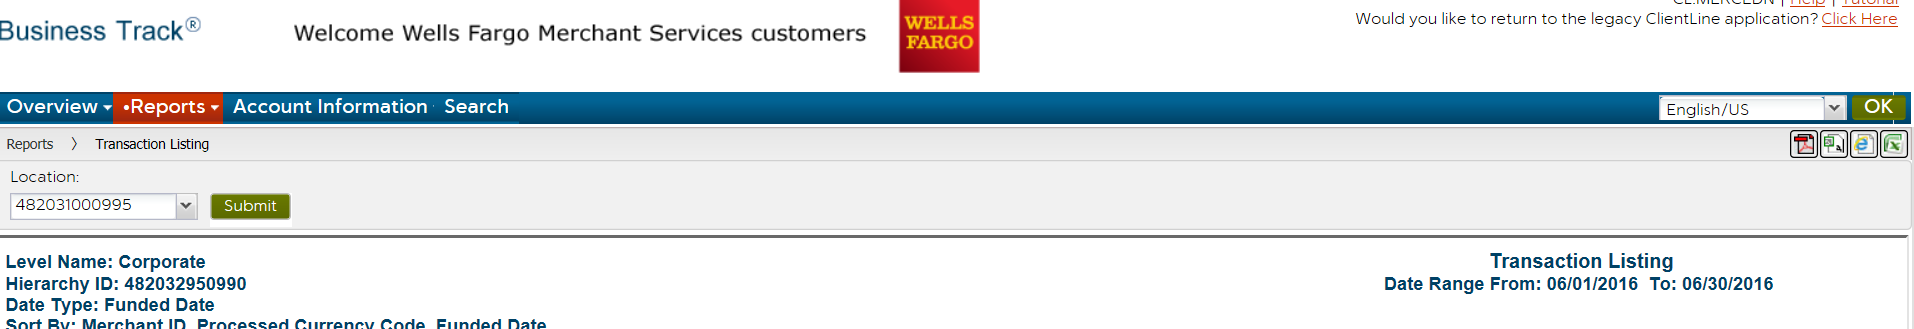 CL.MERCEDN | Help | Tutorial
Business Track®
Welcome Wells Fargo Merchant Services customers
WELLS
FARGO
Would you like to return to the legacy ClientLine application? Click Here
Overview •Reports Account Information Search English/US OK
Reports > Transaction Listing
Location:
482031000995 Submit
Level Name: Corporate
Transaction Listing
Hierarchy ID: 482032950990
Date Range From: 06/01/2016 To: 06/30/2016
Date Type: Funded Date
Sort By: Merchant ID, Processed Currency Code, Funded Date